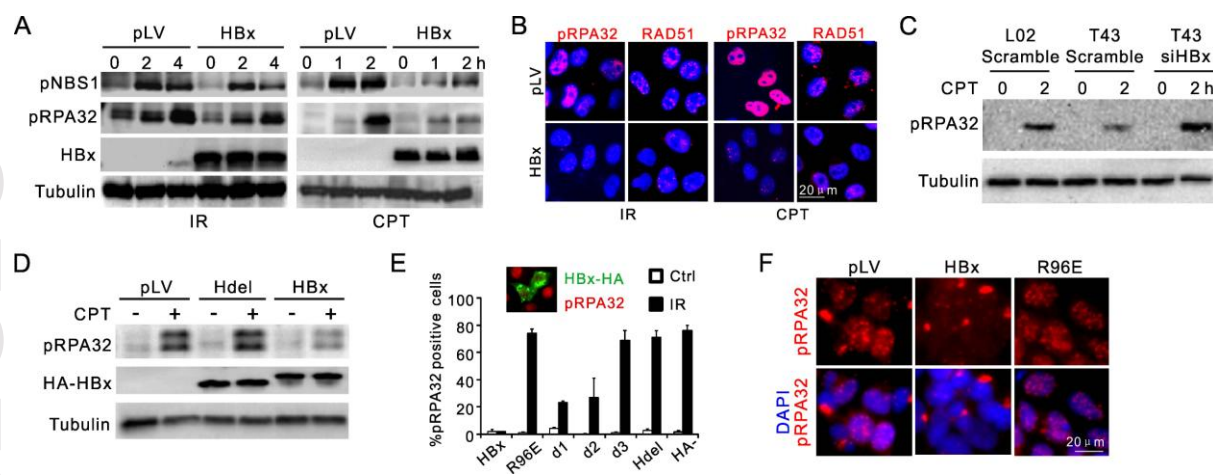 A
pLV HBx pLV HBx
0 2 4 0 2 4 0 1 2 0 1 2 h
pNBS1
pRPA32
HBx
Tubulin
IR CPT
B
pRPA32 RAD51 pRPA32 RAD51
pLV
HBx
20 μm
IR CPT
C
L02 T43 T43
Scramble Scramble siHBx
CPT 0 2 0 2 0 2 h
pRPA32
Tubulin
D
pLV Hdel HBx
CPT - + - + - +
pRPA32
HA-HBx
Tubulin
E
HBx-HA
pRPA32
Ctrl
IR
%pRPA32 positive cells
100
80
60
40
20
0
HBx R96E d1 d2 d3 Hdel HA-
F
pLV HBx R96E
pRPA32
DAPI
pRPA32
20 μm